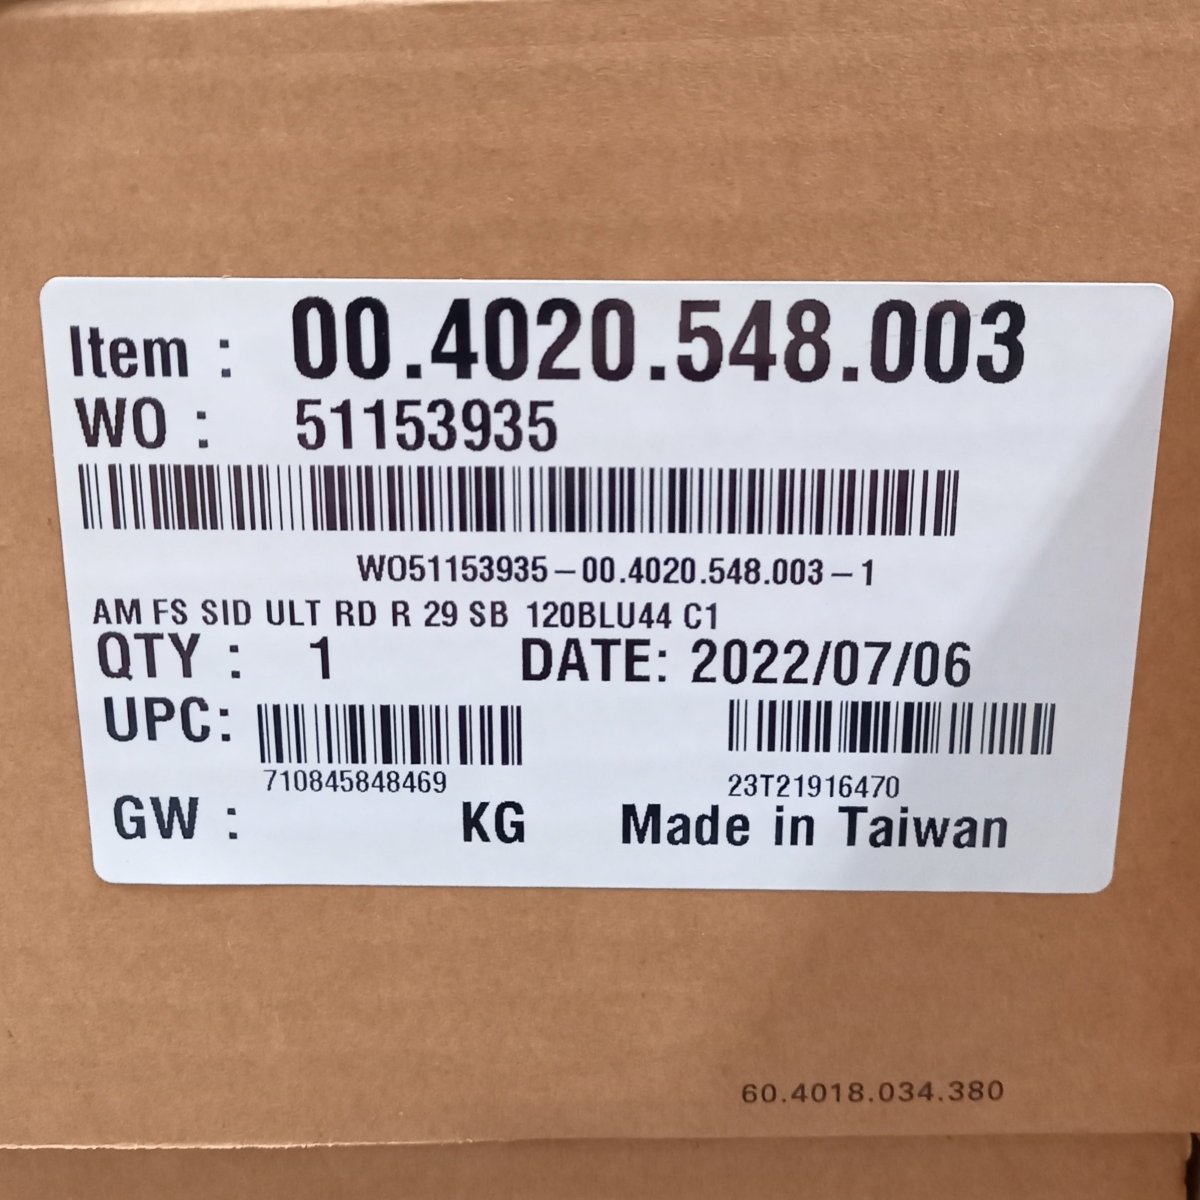 Item : 00.4020.548.003
WO : 51153935
WO51153935-00.4020.548.003-1
AM FS SID ULT RD R 29 SB 120BLU44 C1
QTY : 1 DATE: 2022/07/06
UPC:
710845848469 23T21916470
GW : KG Made in Taiwan
60.4018.034.380